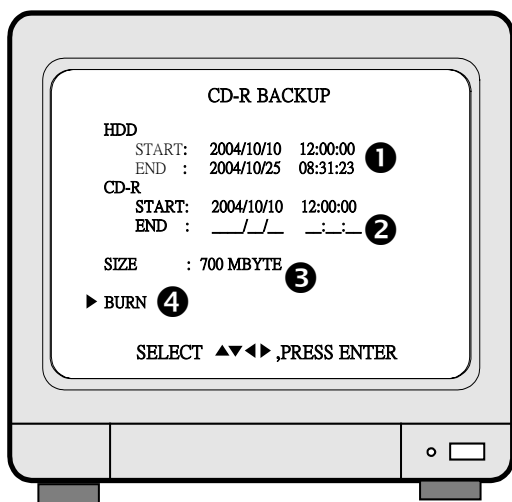 CD-R BACKUP
HDD
START: 2004/10/10 12:00:00 ❶
END : 2004/10/25 08:31:23
CD-R
START: 2004/10/10 12:00:00
END : ____/__/__ __:__:__ ❷
SIZE : 700 MBYTE ❸
▶ BURN ❹
SELECT ▲▼◀▶ ,PRESS ENTER